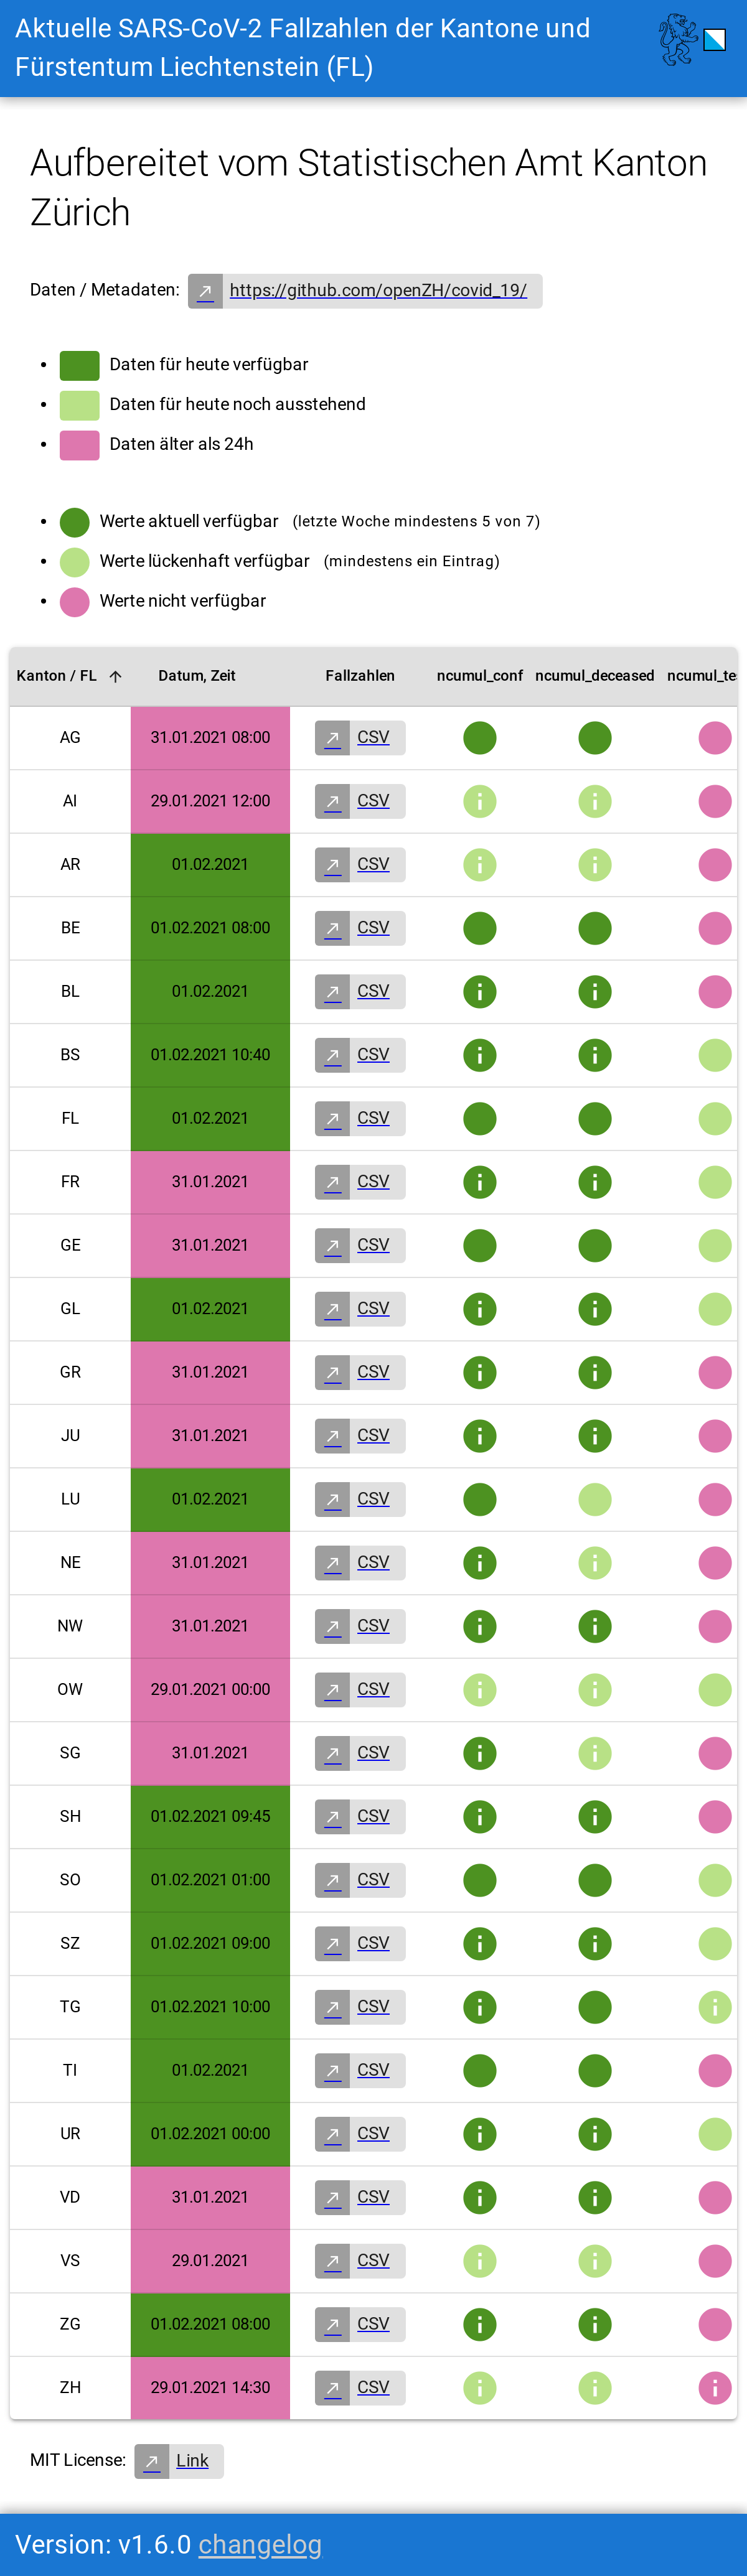 Aktuelle SARS-CoV-2 Fallzahlen der Kantone und
Fürstentum Liechtenstein (FL)
Aufbereitet vom Statistischen Amt Kanton
Zürich
Daten / Metadaten: https://github.com/openZH/covid_19/
Daten für heute verfügbar
Daten für heute noch ausstehend
Daten älter als 24h
Werte aktuell verfügbar (letzte Woche mindestens 5 von 7)
Werte lückenhaft verfügbar (mindestens ein Eintrag)
Werte nicht verfügbar
Kanton / FL Datum, Zeit Fallzahlen ncumul_conf ncumul_deceased
AG 31.01.2021 08:00 CSV
AI 29.01.2021 12:00 CSV
AR 01.02.2021 CSV
BE 01.02.2021 08:00 CSV
BL 01.02.2021 CSV
BS 01.02.2021 10:40 CSV
FL 01.02.2021 CSV
FR 31.01.2021 CSV
GE 31.01.2021 CSV
GL 01.02.2021 CSV
GR 31.01.2021 CSV
JU 31.01.2021 CSV
LU 01.02.2021 CSV
NE 31.01.2021 CSV
NW 31.01.2021 CSV
OW 29.01.2021 00:00 CSV
SG 31.01.2021 CSV
SH 01.02.2021 09:45 CSV
SO 01.02.2021 01:00 CSV
SZ 01.02.2021 09:00 CSV
TG 01.02.2021 10:00 CSV
TI 01.02.2021 CSV
UR 01.02.2021 00:00 CSV
VD 31.01.2021 CSV
VS 29.01.2021 CSV
ZG 01.02.2021 08:00 CSV
ZH 29.01.2021 14:30 CSV
MIT License: Link
Version: v1.6.0 changelog